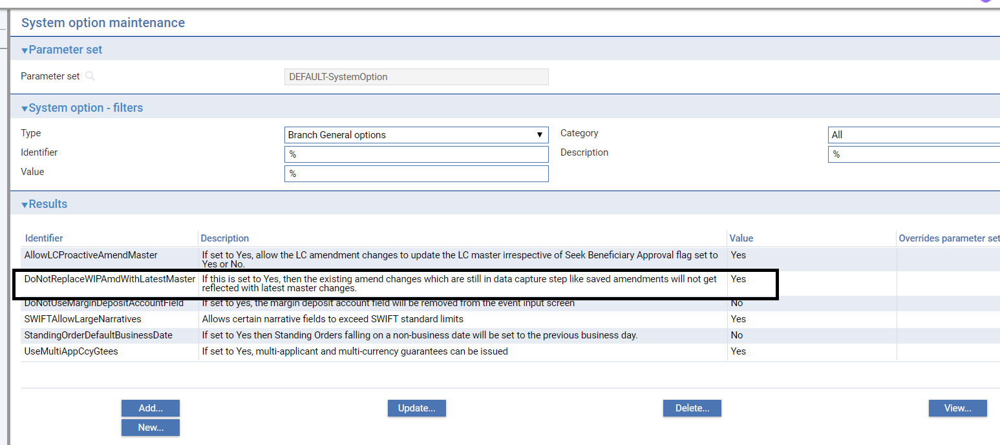 System option maintenance
▾Parameter set
Parameter set
DEFAULT-SystemOption
▾System option - filters
Type
Branch General options
Category
All
Identifier
%
Description
%
Value
%
▾Results
Identifier Description Value Overrides parameter set
AllowLCProactiveAmendMaster If set to Yes, allow the LC amendment changes to update the LC master irrespective of Seek Beneficiary Approval flag set to Yes
Yes or No.
DoNotReplaceWIPAmdWithLatestMaster If this is set to Yes, then the existing amend changes which are still in data capture step like saved amendments will not get Yes
reflected with latest master changes.
DoNotUseMarginDepositAccountField If set to yes, the margin deposit account field will be removed from the event input screen No
SWIFTAllowLargeNarratives Allows certain narrative fields to exceed SWIFT standard limits Yes
StandingOrderDefaultBusinessDate If set to Yes then Standing Orders falling on a non-business date will be set to the previous business day. No
UseMultiAppCcyGtees If set to Yes, multi-applicant and multi-currency guarantees can be issued Yes
Add... Update... Delete... View...
New...